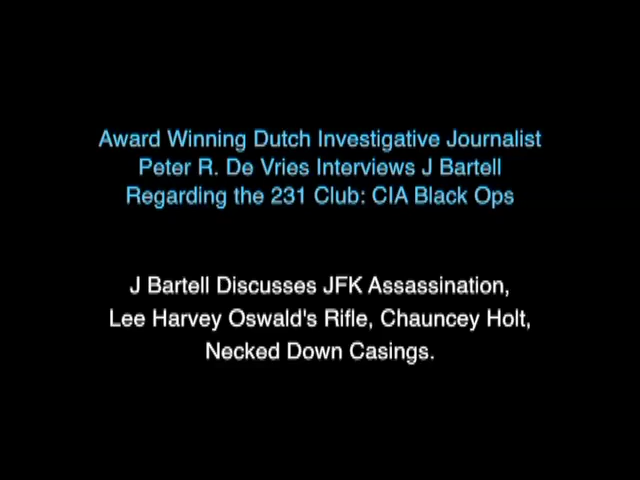 Award Winning Dutch Investigative Journalist
Peter R. De Vries Interviews J Bartell
Regarding the 231 Club: CIA Black Ops
J Bartell Discusses JFK Assassination,
Lee Harvey Oswald's Rifle, Chauncey Holt,
Necked Down Casings.